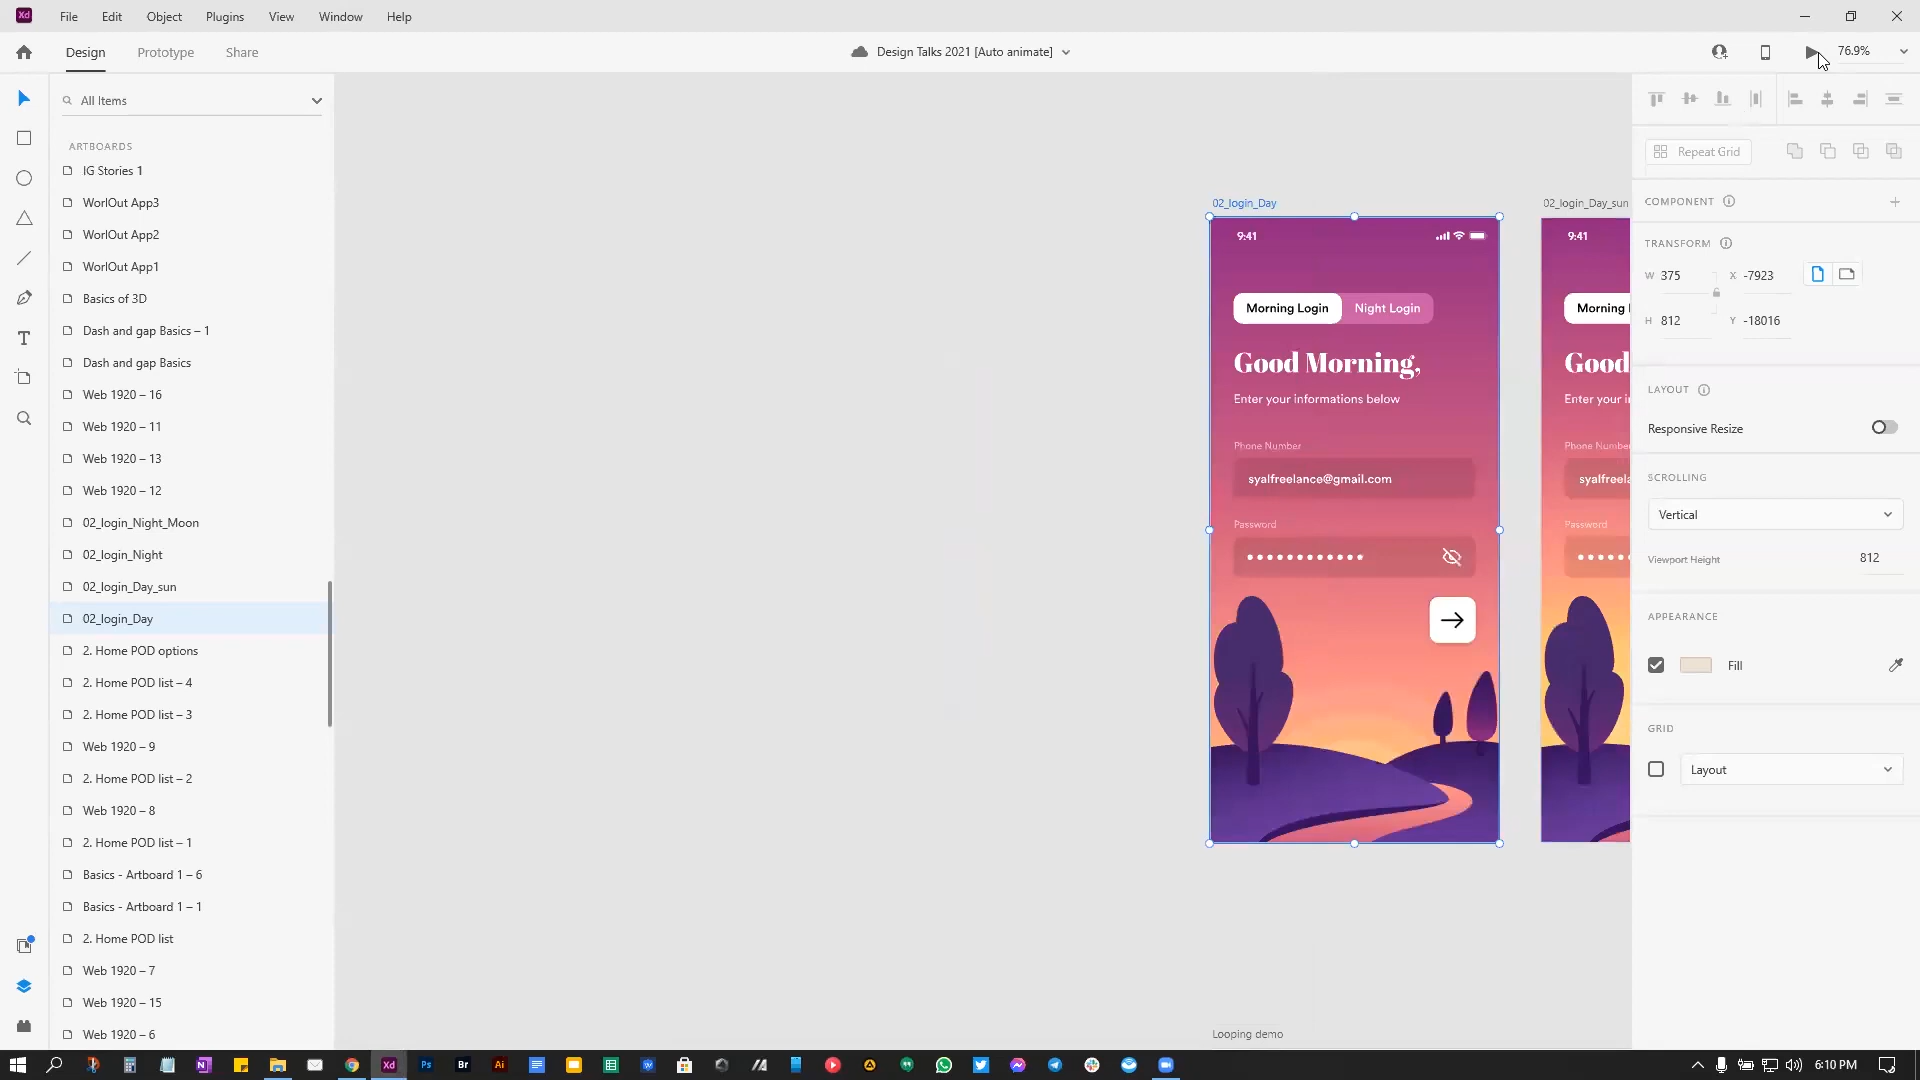 Xd File Edit Object Plugins View Window Help
Design Prototype Share Design Talks 2021 [Auto animate] 76.9%
All Items
ARTBOARDS
IG Stories 1
WorlOut App3
WorlOut App2
WorlOut App1
Basics of 3D
Dash and gap Basics – 1
Dash and gap Basics
Web 1920 – 16
Web 1920 – 11
Web 1920 – 13
Web 1920 – 12
02_login_Night_Moon
02_login_Night
02_login_Day_sun
02_login_Day
2. Home POD options
2. Home POD list – 4
2. Home POD list – 3
Web 1920 – 9
2. Home POD list – 2
Web 1920 – 8
2. Home POD list – 1
Basics - Artboard 1 – 6
Basics - Artboard 1 – 1
2. Home POD list
Web 1920 – 7
Web 1920 – 15
Web 1920 – 6
02_login_Day
9:41
Morning Login Night Login
Good Morning,
Enter your informations below
Phone Number
syalfreelance@gmail.com
Password
Looping demo
02_login_Day_sun
9:41
Morning
Good
Enter your i
Phone Number
syalfreel
Password
Repeat Grid
COMPONENT
TRANSFORM
W 375 X -7923
H 812 Y -18016
LAYOUT
Responsive Resize
SCROLLING
Vertical
Viewport Height 812
APPEARANCE
Fill
GRID
Layout
Xd Ps Br Ai 6:10 PM